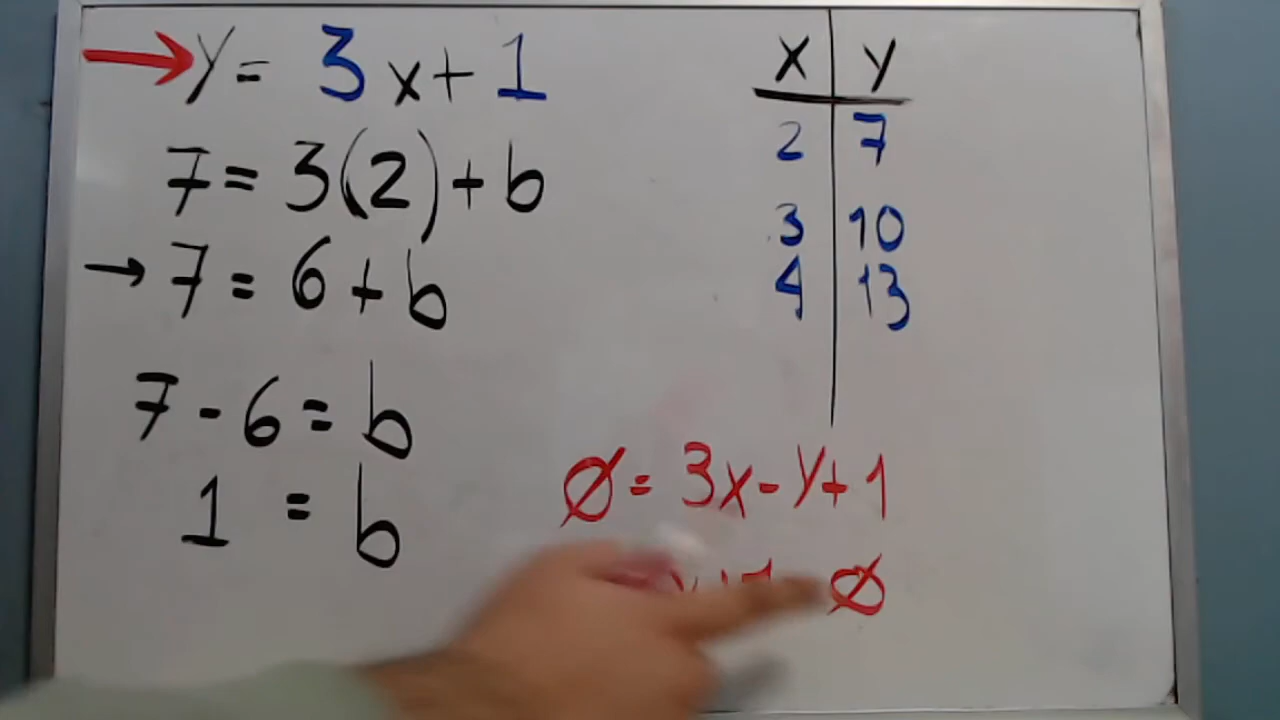 y = 3x + 1
7 = 3(2) + b
→ 7 = 6 + b
7 - 6 = b
1 = b
x y
2 7
3 10
4 13
Ø = 3x - y + 1
Ø